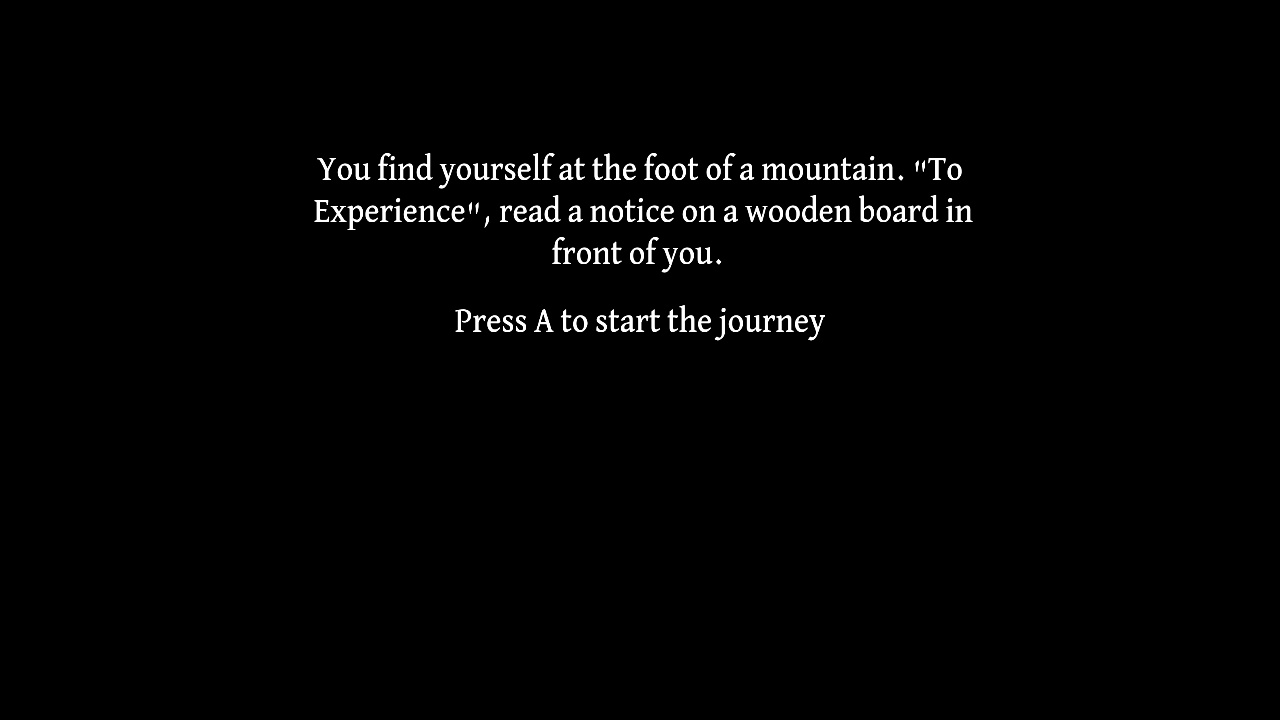 You find yourself at the foot of a mountain. "To
Experience", read a notice on a wooden board in
front of you.
Press A to start the journey